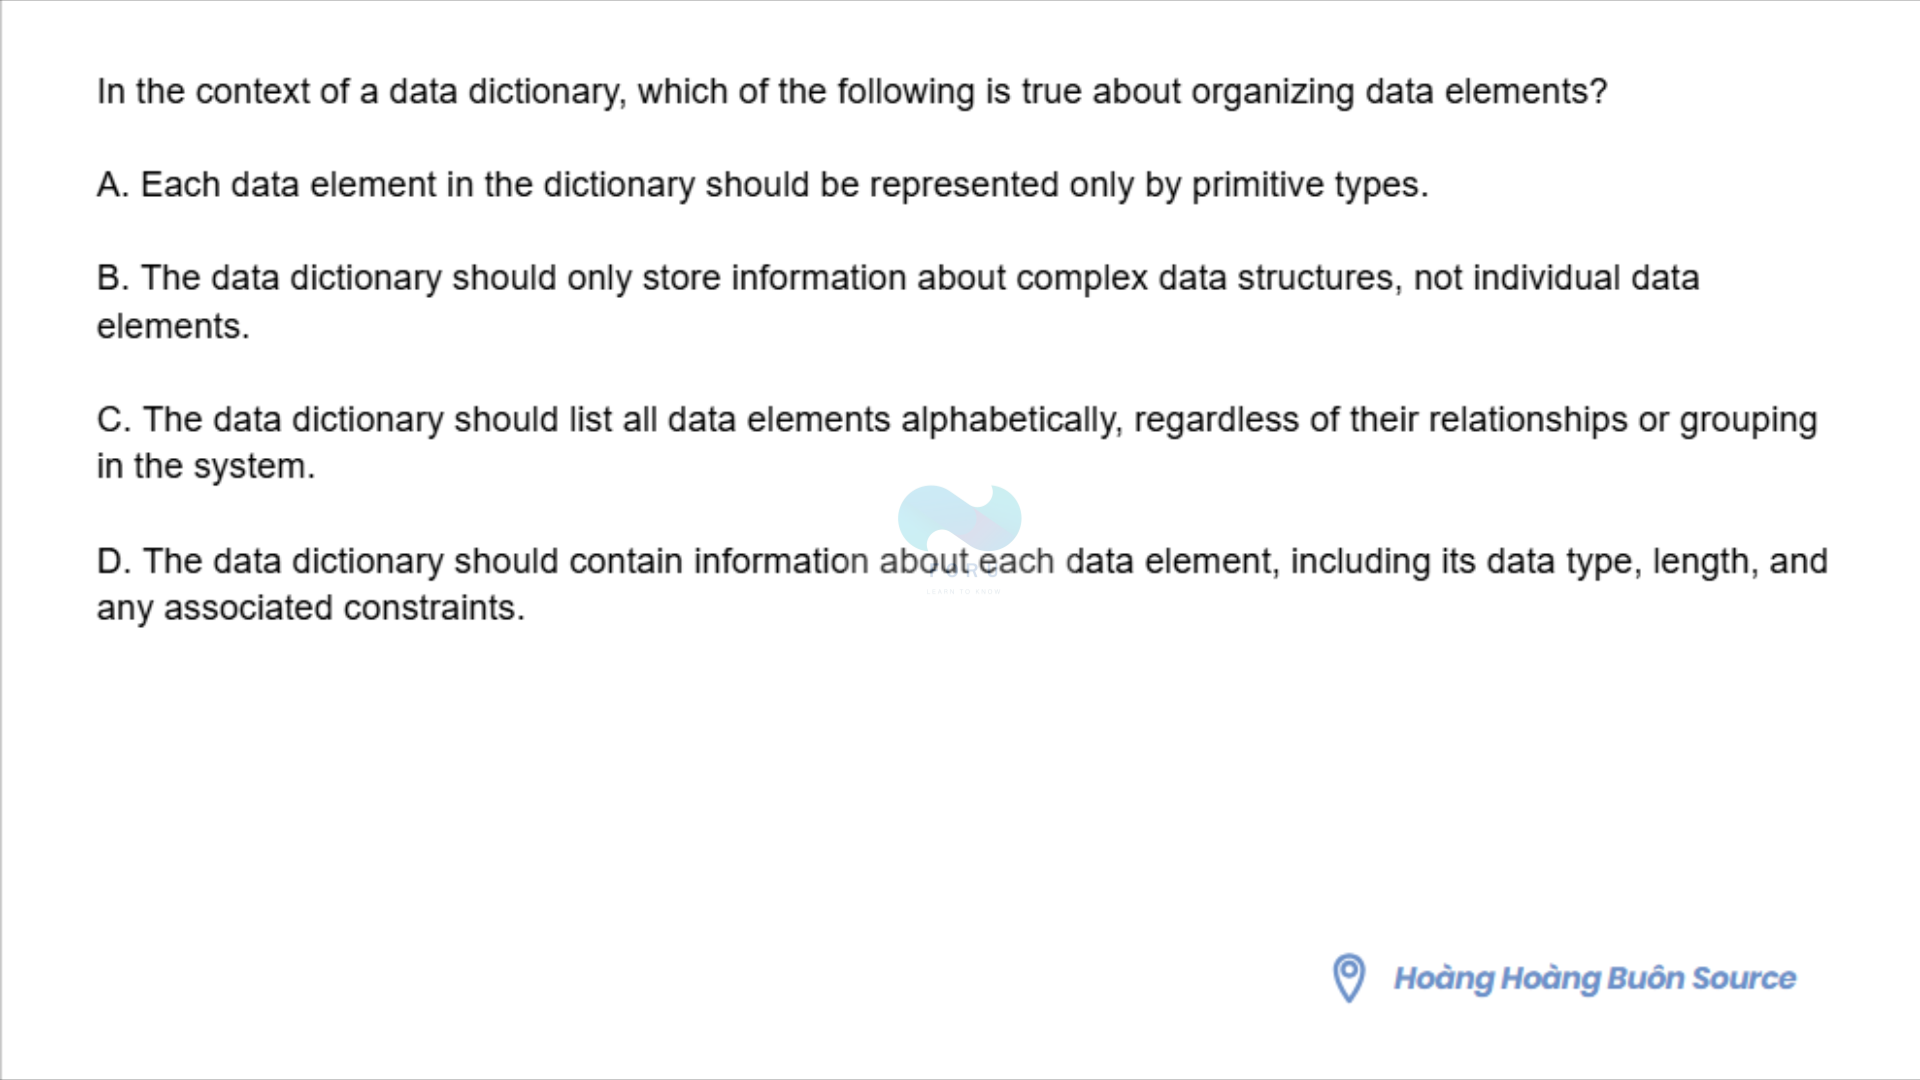 In the context of a data dictionary, which of the following is true about organizing data elements?
A. Each data element in the dictionary should be represented only by primitive types.
B. The data dictionary should only store information about complex data structures, not individual data
elements.
C. The data dictionary should list all data elements alphabetically, regardless of their relationships or grouping
in the system.
D. The data dictionary should contain information about each data element, including its data type, length, and
any associated constraints.
LEARN TO KNOW
Hoàng Hoàng Buôn Source